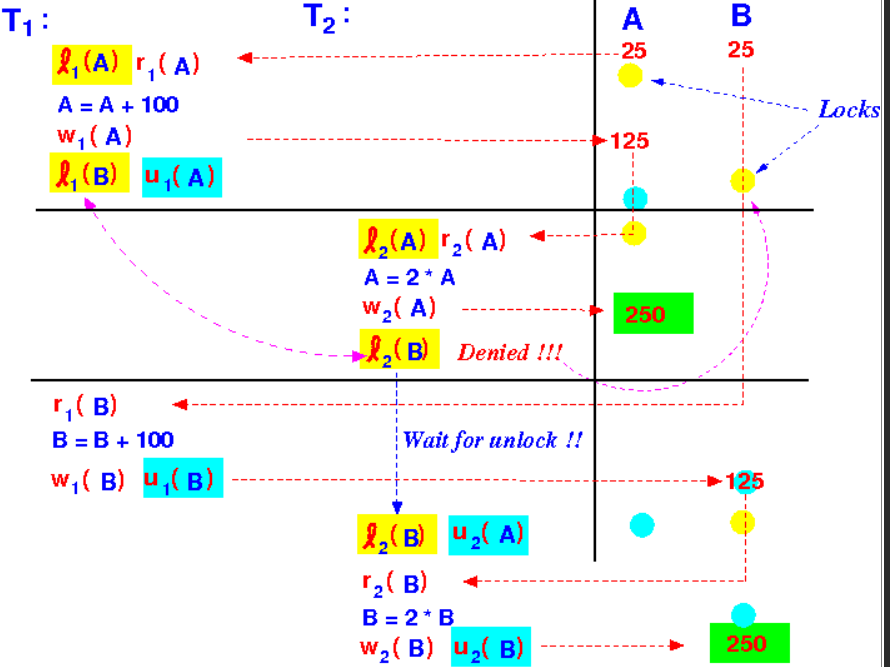 T₁: T₂: A B
25 25
ℓ₁(A) r₁(A)
A = A + 100
Locks
w₁(A) 125
ℓ₁(B) u₁(A)
ℓ₂(A) r₂(A)
A = 2 * A
w₂(A) 250
ℓ₂(B) Denied !!!
r₁(B)
B = B + 100 Wait for unlock !!
w₁(B) u₁(B) 125
ℓ₂(B) u₂(A)
r₂(B)
B = 2 * B
w₂(B) u₂(B) 250